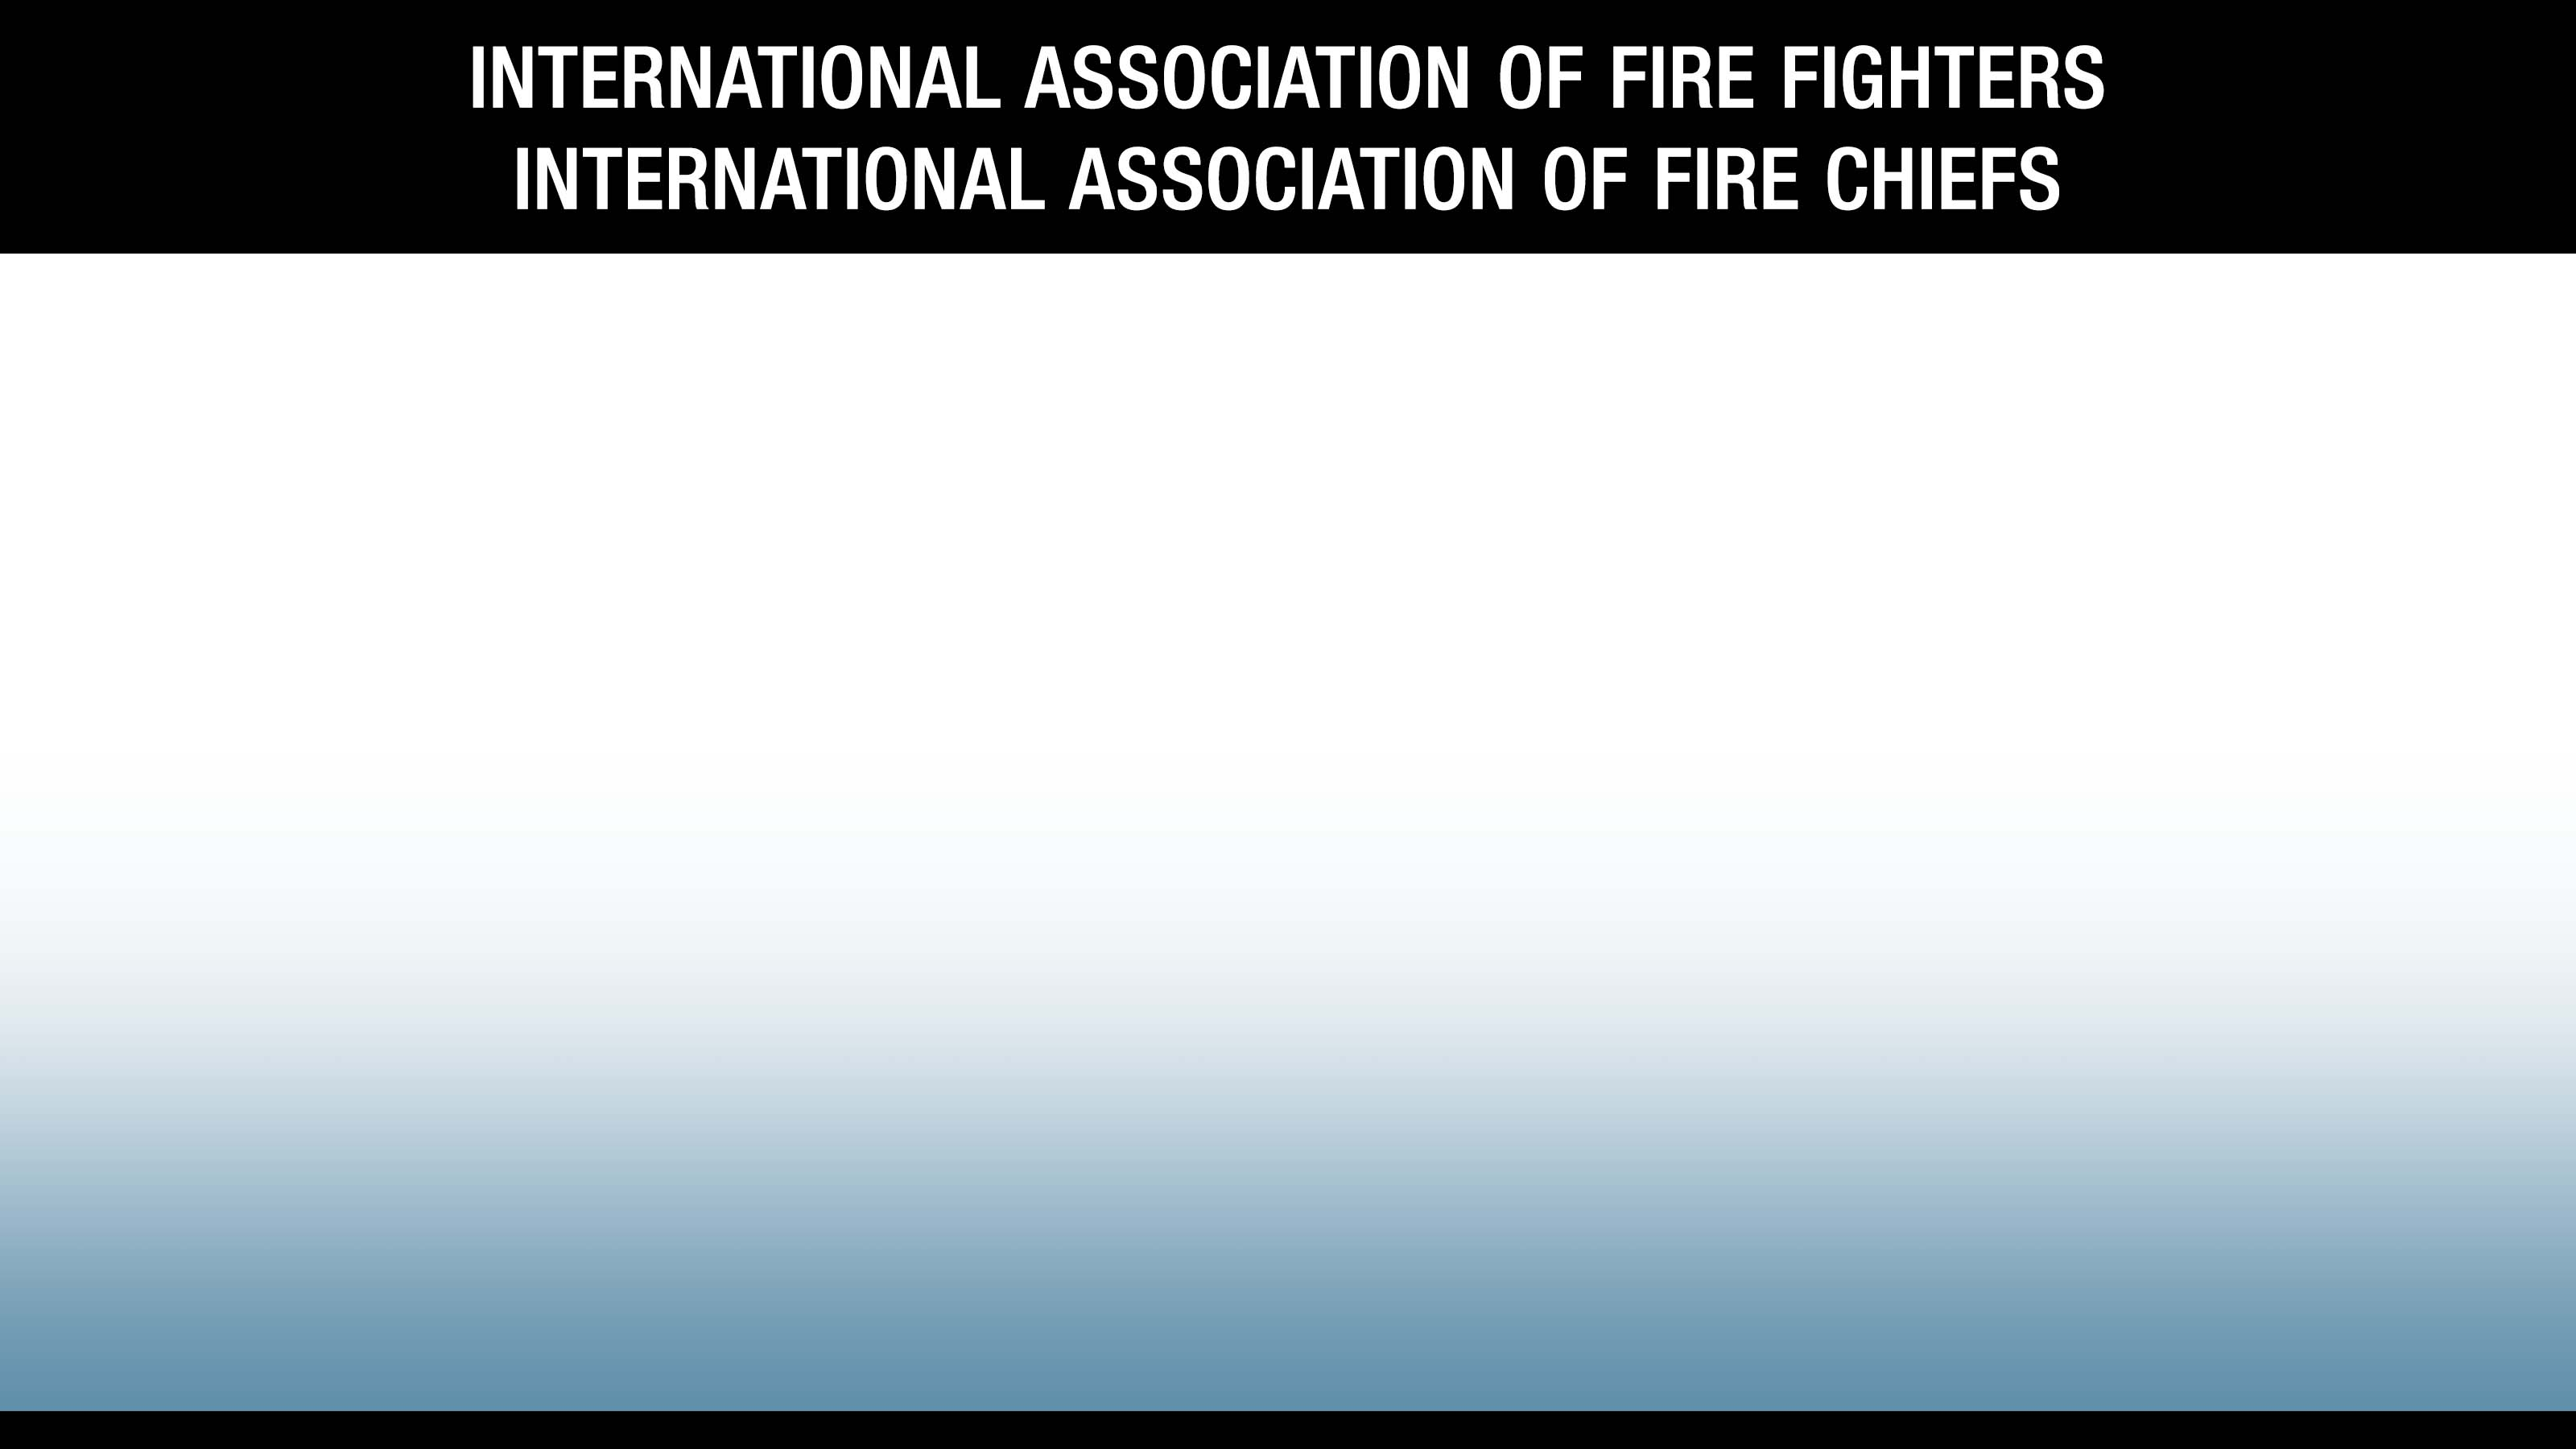 INTERNATIONAL ASSOCIATION OF FIRE FIGHTERS
INTERNATIONAL ASSOCIATION OF FIRE CHIEFS